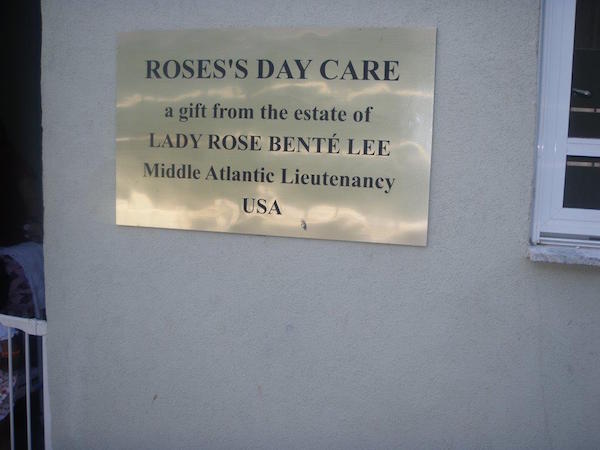 ROSES'S DAY CARE
a gift from the estate of
LADY ROSE BENTÉ LEE
Middle Atlantic Lieutenancy
USA